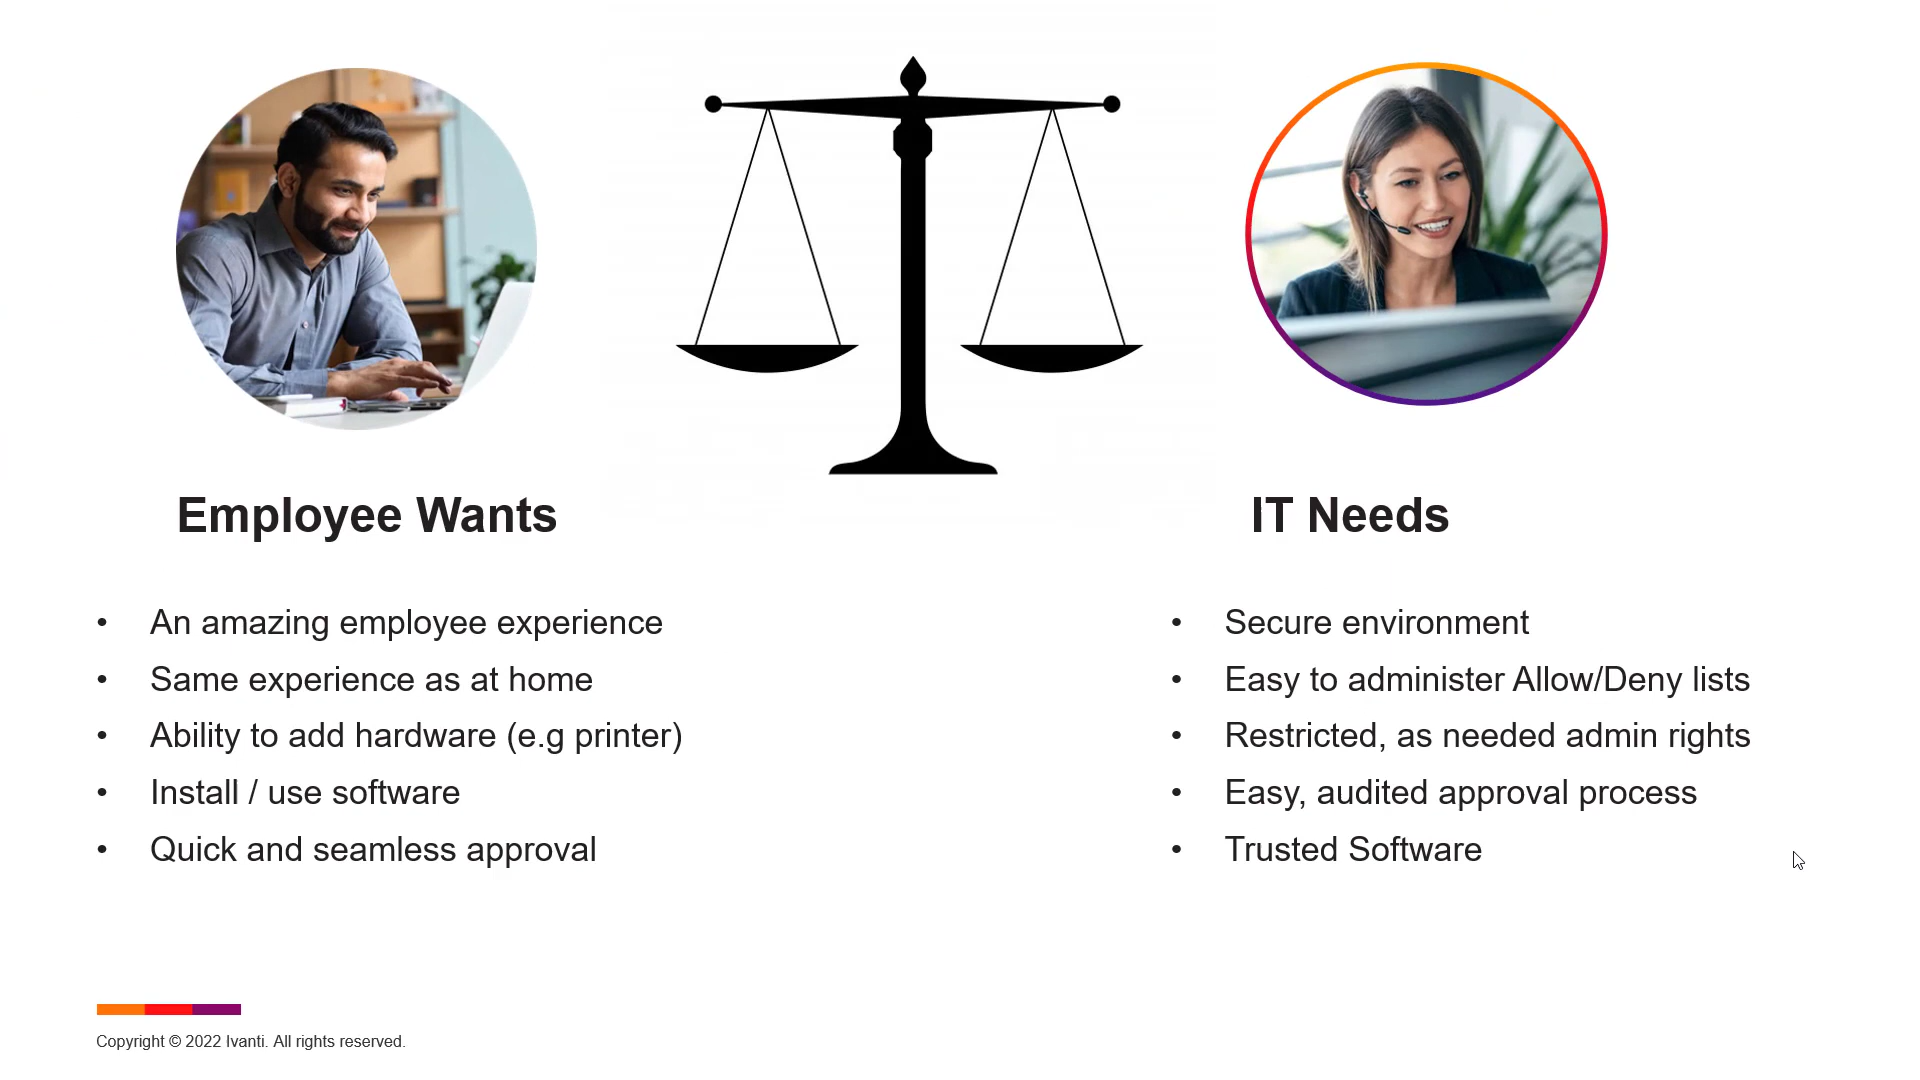 Employee Wants
An amazing employee experience
Same experience as at home
Ability to add hardware (e.g printer)
Install / use software
Quick and seamless approval
IT Needs
Secure environment
Easy to administer Allow/Deny lists
Restricted, as needed admin rights
Easy, audited approval process
Trusted Software
Copyright © 2022 Ivanti. All rights reserved.